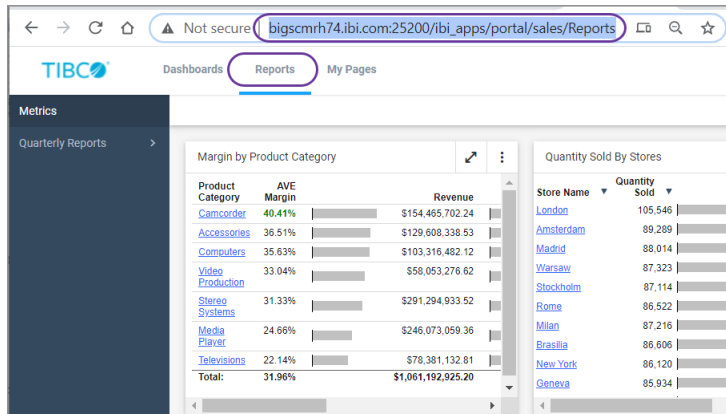 Not secure bigscmrh74.ibi.com:25200/ibi_apps/portal/sales/Reports
TIBCO Dashboards Reports My Pages
Metrics
Quarterly Reports
Margin by Product Category
Product Category AVE Margin Revenue
Camcorder 40.41% $154,465,702.24
Accessories 36.51% $129,608,338.53
Computers 35.63% $103,316,482.12
Video Production 33.04% $58,053,276.62
Stereo Systems 31.33% $291,294,933.52
Media Player 24.66% $246,073,059.36
Televisions 22.14% $78,381,132.81
Total: 31.96% $1,061,192,925.20
Quantity Sold By Stores
Store Name Quantity Sold
London 105,546
Amsterdam 89,289
Madrid 88,014
Warsaw 87,323
Stockholm 87,114
Rome 86,522
Milan 87,216
Brasilia 86,606
New York 86,120
Geneva 85,934